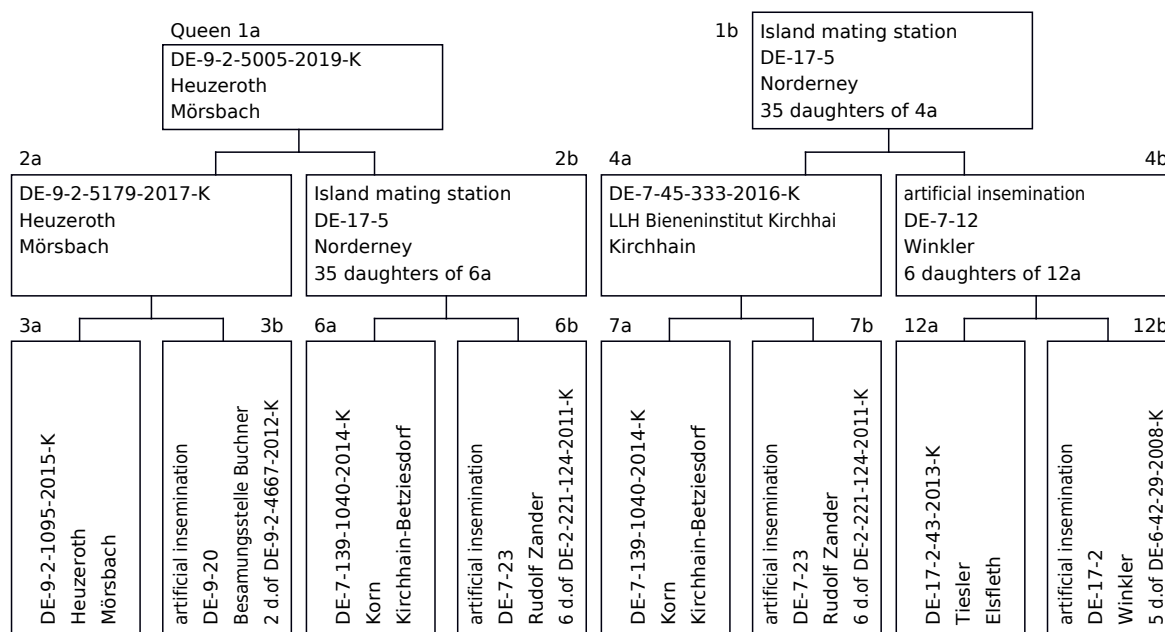 Queen 1a
DE-9-2-5005-2019-K
Heuzeroth
Mörsbach
1b
Island mating station
DE-17-5
Norderney
35 daughters of 4a
2a
DE-9-2-5179-2017-K
Heuzeroth
Mörsbach
2b
Island mating station
DE-17-5
Norderney
35 daughters of 6a
4a
DE-7-45-333-2016-K
LLH Bieneninstitut Kirchhai
Kirchhain
4b
artificial insemination
DE-7-12
Winkler
6 daughters of 12a
3a
DE-9-2-1095-2015-K
Heuzeroth
Mörsbach
3b
artificial insemination
DE-9-20
Besamungsstelle Buchner
2 d.of DE-9-2-4667-2012-K
6a
DE-7-139-1040-2014-K
Korn
Kirchhain-Betziesdorf
6b
artificial insemination
DE-7-23
Rudolf Zander
6 d.of DE-2-221-124-2011-K
7a
DE-7-139-1040-2014-K
Korn
Kirchhain-Betziesdorf
7b
artificial insemination
DE-7-23
Rudolf Zander
6 d.of DE-2-221-124-2011-K
12a
DE-17-2-43-2013-K
Tiesler
Elsfleth
12b
artificial insemination
DE-17-2
Winkler
5 d.of DE-6-42-29-2008-K